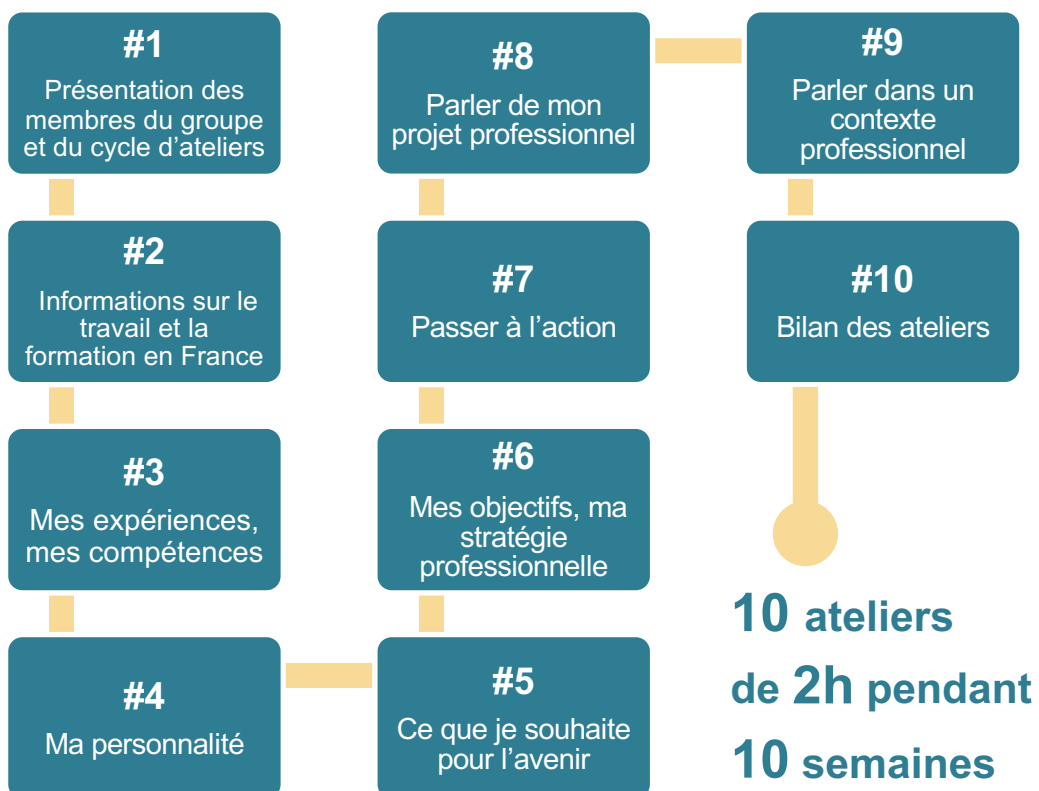 #1
Présentation des
membres du groupe
et du cycle d’ateliers
#2
Informations sur le
travail et la
formation en France
#3
Mes expériences,
mes compétences
#4
Ma personnalité
#5
Ce que je souhaite
pour l’avenir
#6
Mes objectifs, ma
stratégie
professionnelle
#7
Passer à l’action
#8
Parler de mon
projet professionnel
#9
Parler dans un
contexte
professionnel
#10
Bilan des ateliers
10 ateliers
de 2h pendant
10 semaines